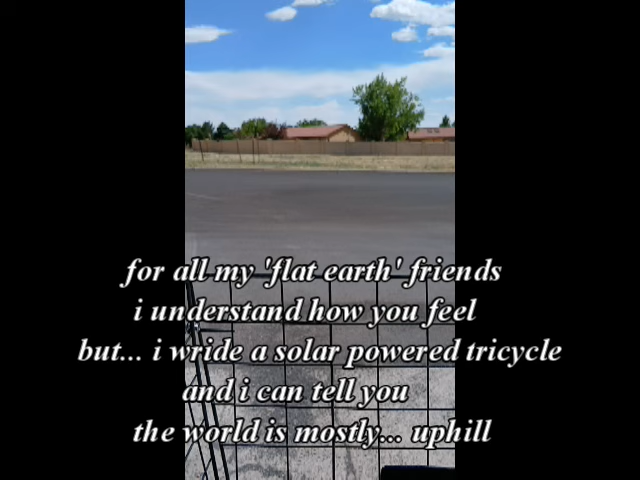 for all my 'flat earth' friends
i understand how you feel
but... i wride a solar powered tricycle
and i can tell you
the world is mostly... uphill